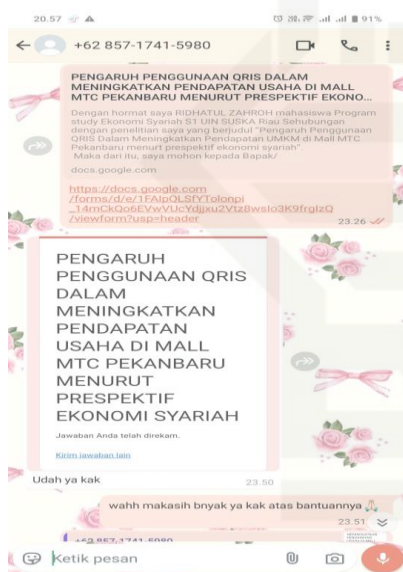 20.57
91%
+62 857-1741-5980
PENGARUH PENGGUNAAN QRIS DALAM
MENINGKATKAN PENDAPATAN USAHA DI MALL
MTC PEKANBARU MENURUT PRESPEKTIF EKONO...
Dengan hormat saya RIDHATUL ZAHROH mahasiswa Program
study Ekonomi Syariah S1 UIN SUSKA Riau Sehubungan
dengan penelitian saya yang berjudul "Pengaruh Penggunaan
QRIS Dalam Meningkatkan Pendapatan UMKM di Mall MTC
Pekanbaru menurut prespektif ekonomi syariah".
Maka dari itu, saya mohon kepada Bapak/
docs.google.com
https://docs.google.com
/forms/d/e/
/viewform?usp=header
23.26
PENGARUH
PENGGUNAAN QRIS
DALAM
MENINGKATKAN
PENDAPATAN
USAHA DI MALL
MTC PEKANBARU
MENURUT
PRESPEKTIF
EKONOMI SYARIAH
Jawaban Anda telah direkam.
Kirim jawaban lain
Udah ya kak
23.50
wahh makasih bnyak ya kak atas bantuannya
23.51
+62 857-1741-5980
Ketik pesan